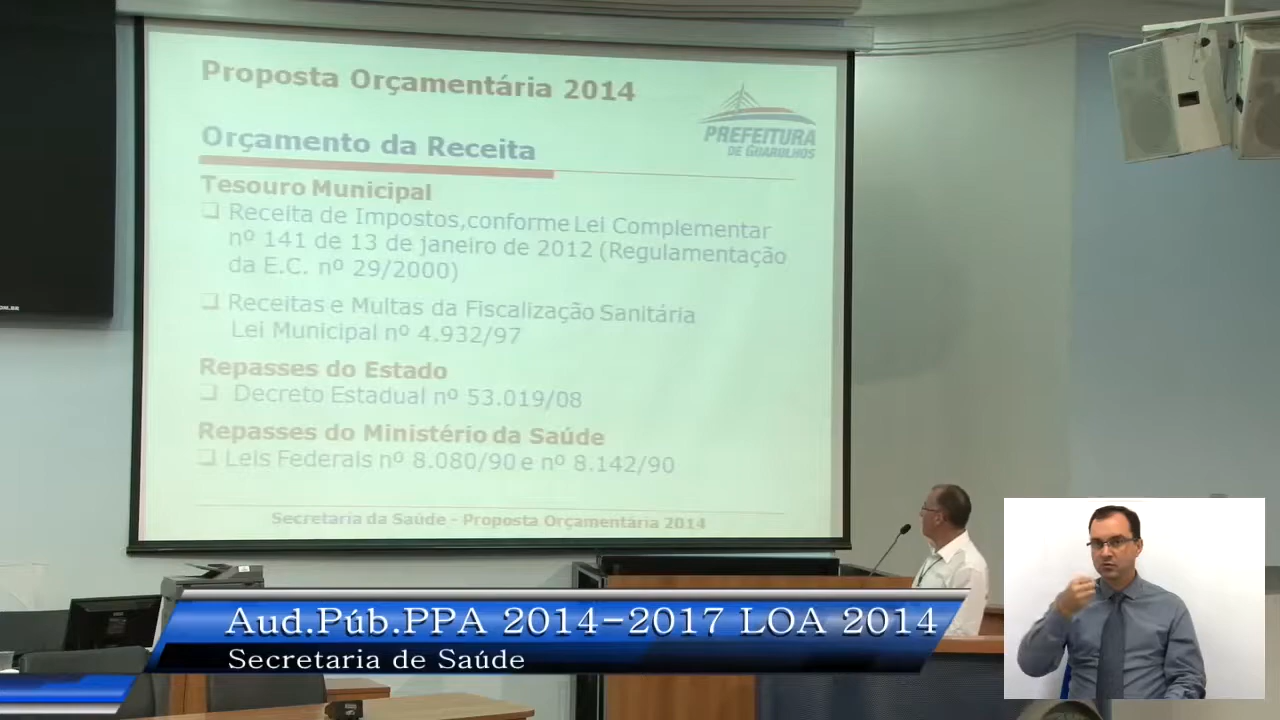 Proposta Orçamentária 2014
PREFEITURA
DE GUARULHOS
Orçamento da Receita
Tesouro Municipal
Receita de Impostos,conforme Lei Complementar
nº 141 de 13 de janeiro de 2012 (Regulamentação
da E.C. nº 29/2000)
Receitas e Multas da Fiscalização Sanitária
Lei Municipal nº 4.932/97
Repasses do Estado
Decreto Estadual nº 53.019/08
Repasses do Ministério da Saúde
Leis Federais nº 8.080/90 e nº 8.142/90
Secretaria da Saúde - Proposta Orçamentária 2014
Aud.Púb.PPA 2014-2017 LOA 2014
Secretaria de Saúde